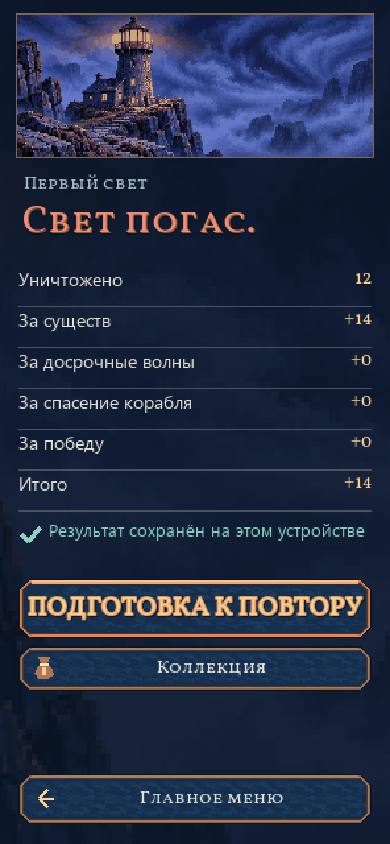 Первый свет
Свет погас.
Уничтожено 12
За существ +14
За досрочные волны +0
За спасение корабля +0
За победу +0
Итого +14
Результат сохранён на этом устройстве
ПОДГОТОВКА К ПОВТОРУ
Коллекция
Главное меню